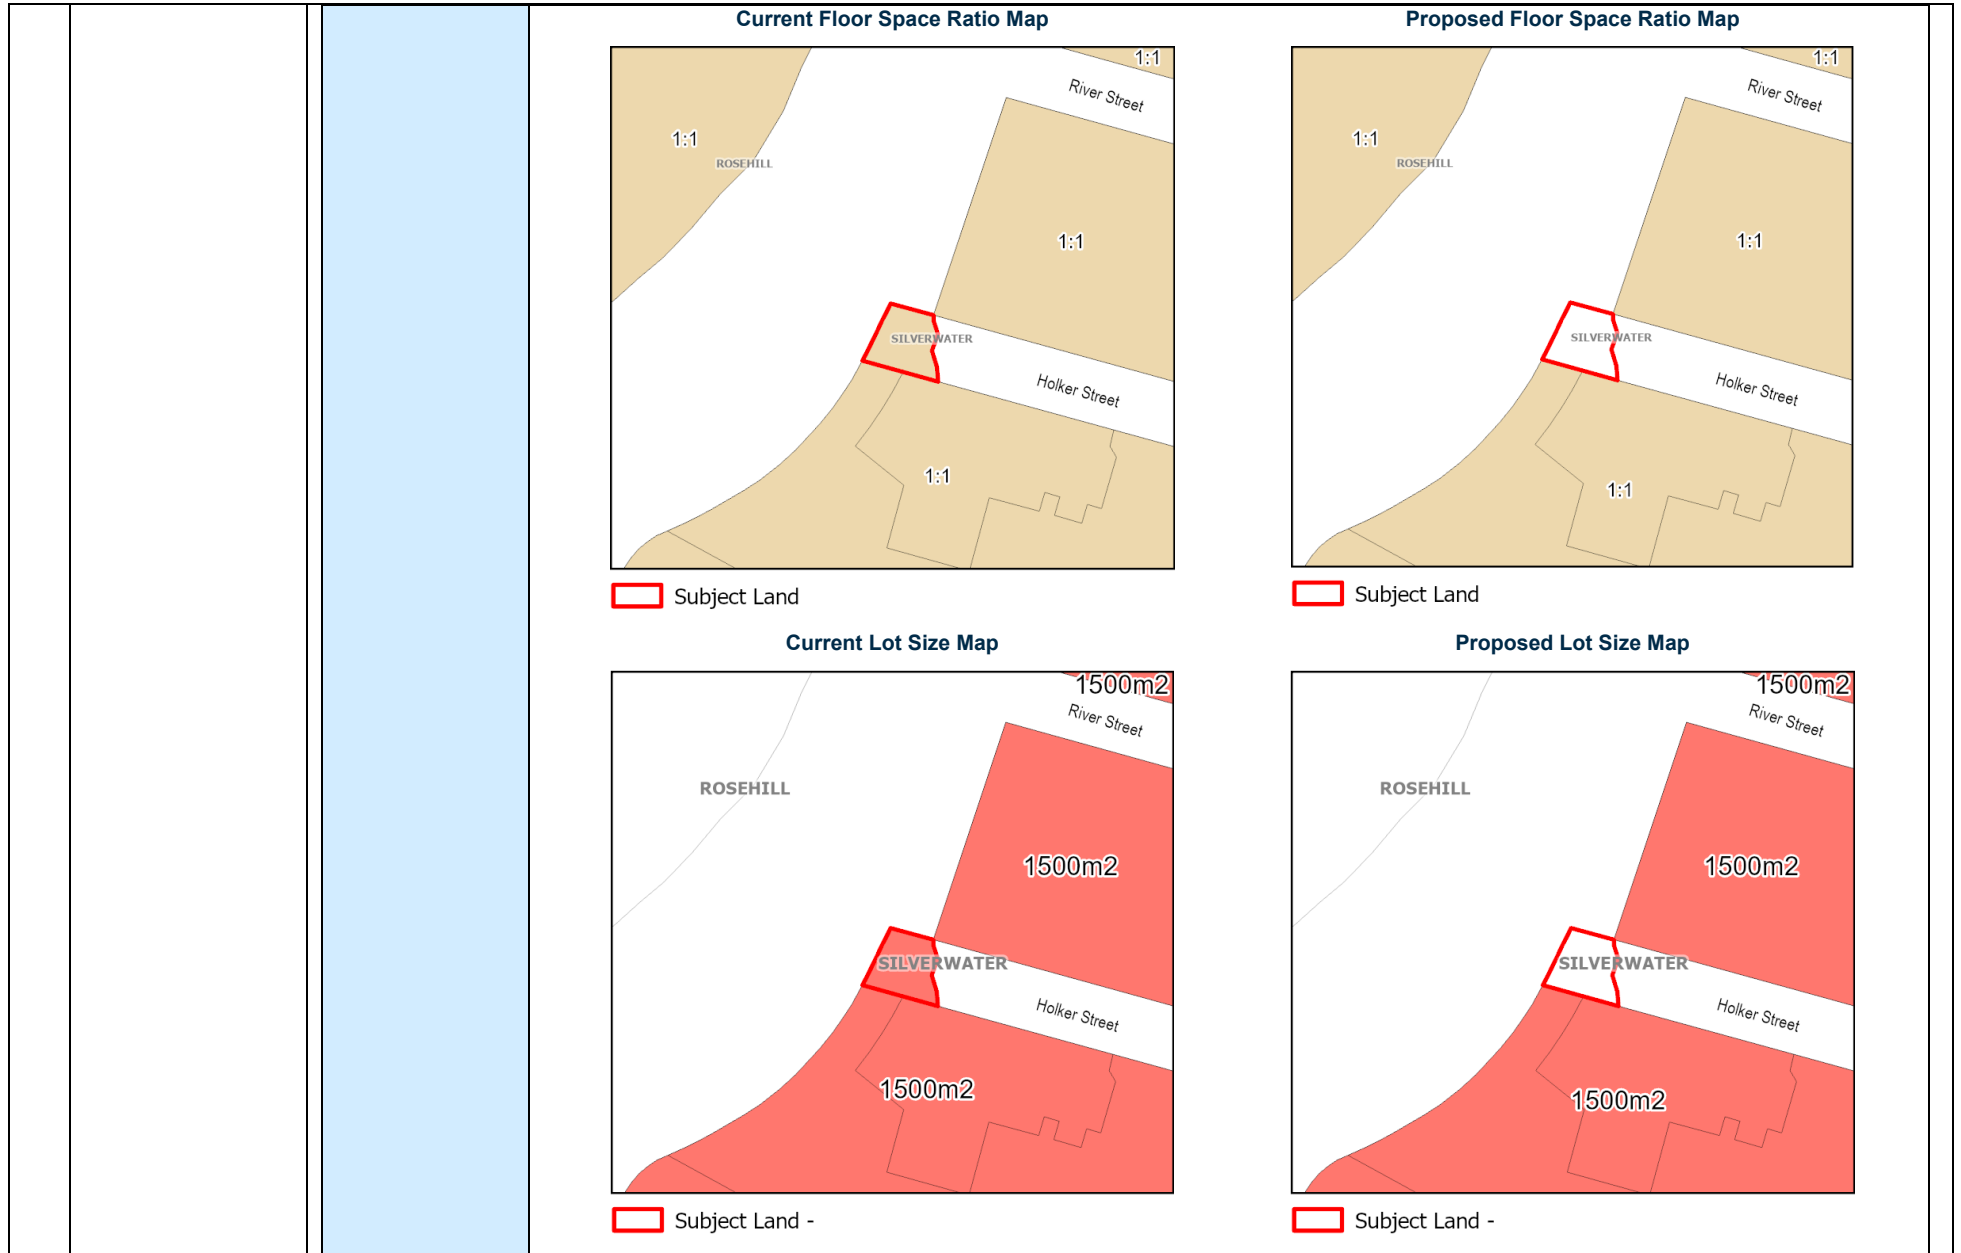 Current Floor Space Ratio Map
Proposed Floor Space Ratio Map
1:1
River Street
1:1
ROSEHILL
1:1
SILVERWATER
Holker Street
1:1
Subject Land
1:1
River Street
1:1
ROSEHILL
1:1
SILVERWATER
Holker Street
1:1
Subject Land
Current Lot Size Map
Proposed Lot Size Map
1500m2
River Street
ROSEHILL
1500m2
SILVERWATER
Holker Street
1500m2
Subject Land -
1500m2
River Street
ROSEHILL
1500m2
SILVERWATER
Holker Street
1500m2
Subject Land -